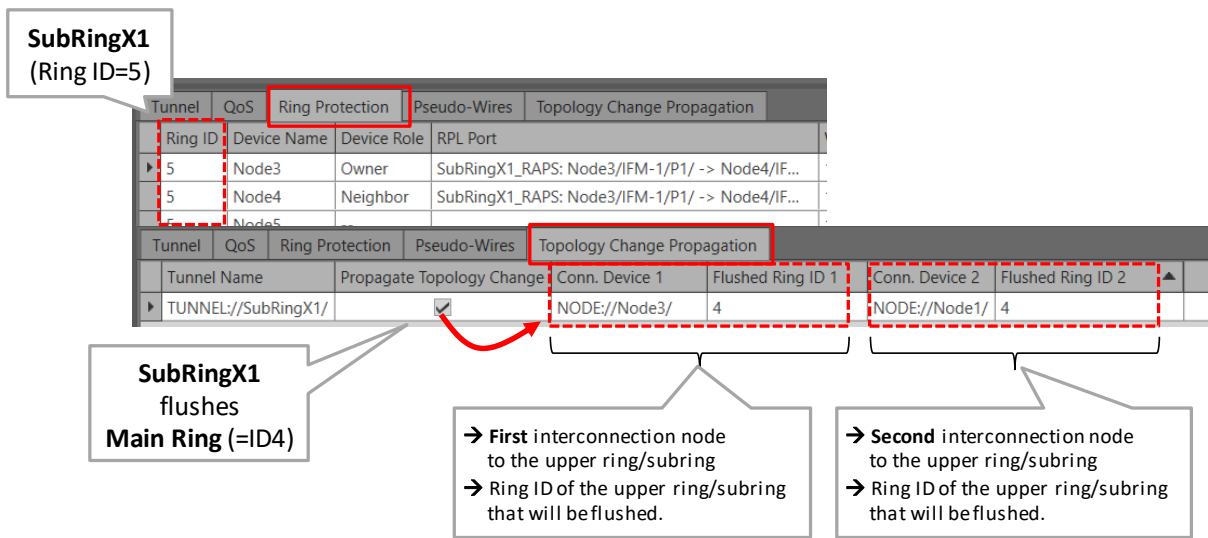 SubRingX1
(Ring ID=5)
Tunnel QoS Ring Protection Pseudo-Wires Topology Change Propagation
Ring ID Device Name Device Role RPL Port
5 Node3 Owner SubRingX1_RAPS: Node3/IFM-1/P1/ -> Node4/IF...
5 Node4 Neighbor SubRingX1_RAPS: Node3/IFM-1/P1/ -> Node4/IF...
5 Node5 --
Tunnel QoS Ring Protection Pseudo-Wires Topology Change Propagation
Tunnel Name Propagate Topology Change Conn. Device 1 Flushed Ring ID 1 Conn. Device 2 Flushed Ring ID 2
TUNNEL://SubRingX1/ NODE://Node3/ 4 NODE://Node1/ 4
SubRingX1
flushes
Main Ring (=ID4)
→ First interconnection node
to the upper ring/subring
→ Ring ID of the upper ring/subring
that will be flushed.
→ Second interconnection node
to the upper ring/subring
→ Ring ID of the upper ring/subring
that will be flushed.